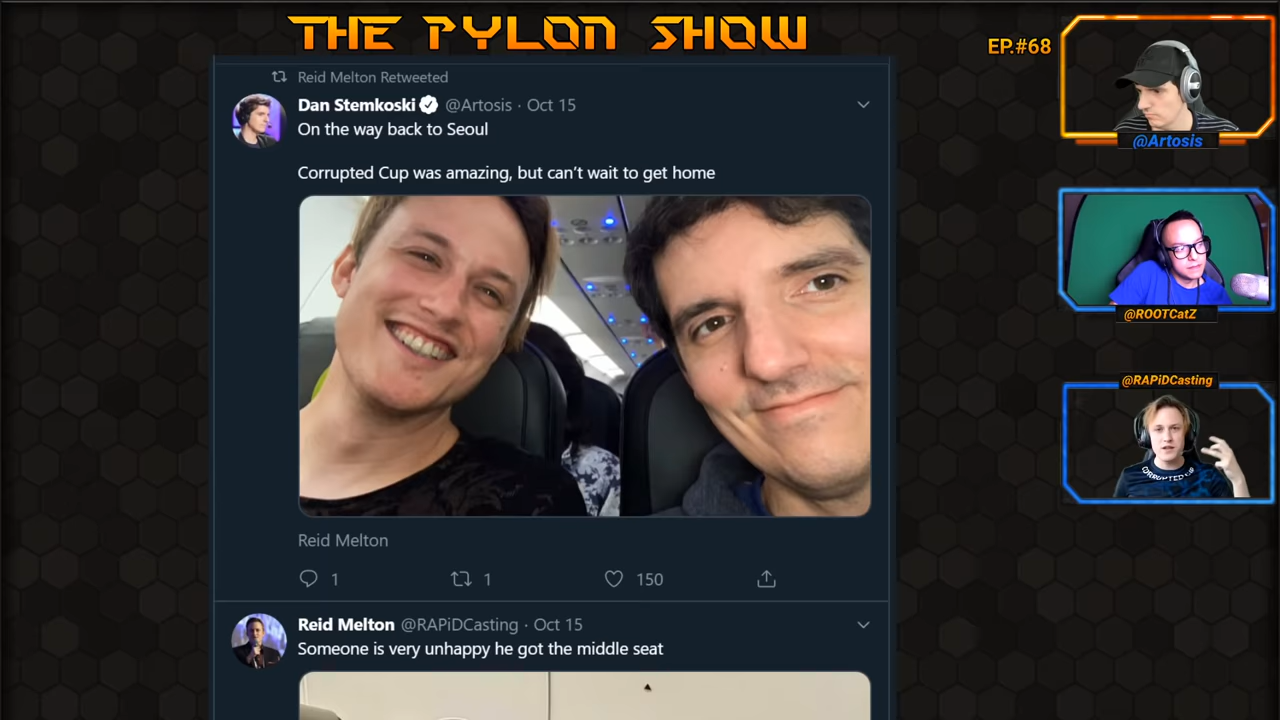 THE PYLON SHOW
EP.#68
@Artosis
Reid Melton Retweeted
Dan Stemkoski @Artosis · Oct 15
On the way back to Seoul
Corrupted Cup was amazing, but can't wait to get home
Reid Melton
1 1 150
Reid Melton @RAPiDCasting · Oct 15
Someone is very unhappy he got the middle seat
@ROOTCatZ
@RAPiDCasting